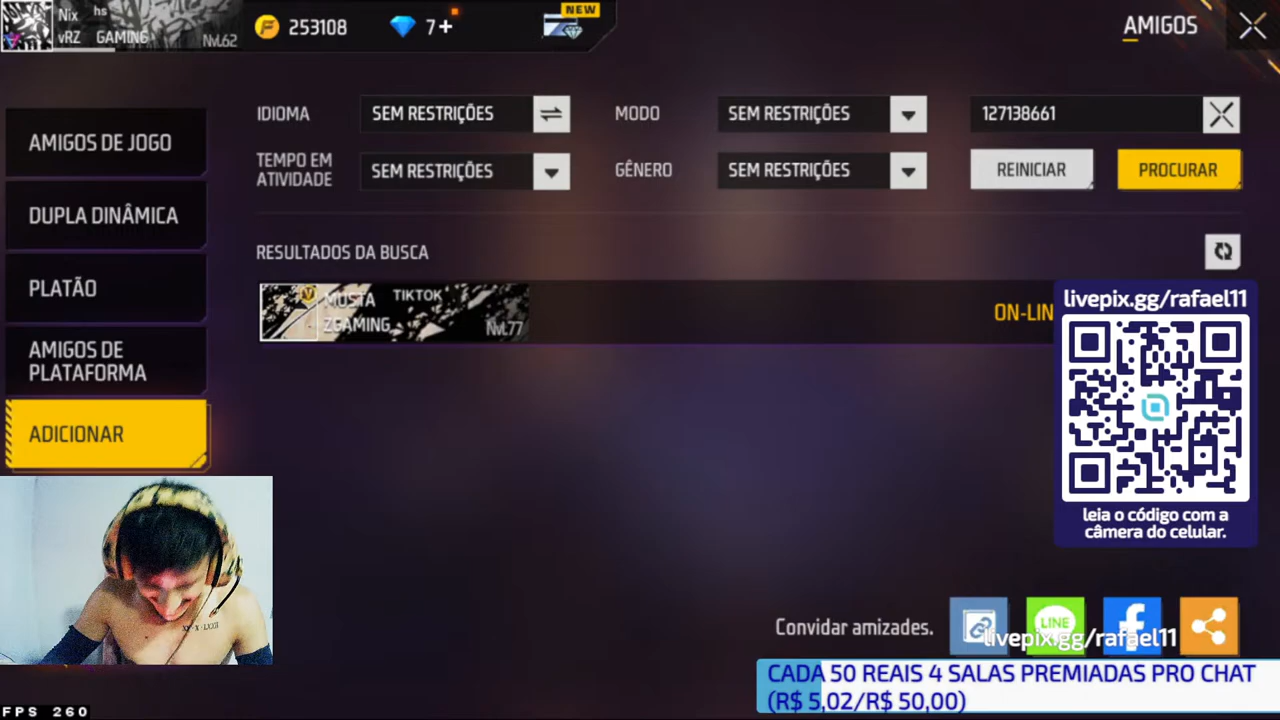 Nix hs
vRZ GAMING Nvl.62
253108
7+
NEW
AMIGOS
AMIGOS DE JOGO
DUPLA DINÂMICA
PLATÃO
AMIGOS DE
PLATAFORMA
ADICIONAR
IDIOMA SEM RESTRIÇÕES MODO SEM RESTRIÇÕES 127138661
TEMPO EM
ATIVIDADE SEM RESTRIÇÕES GÊNERO SEM RESTRIÇÕES REINICIAR PROCURAR
RESULTADOS DA BUSCA
MUSTA TIKTOK
ZGAMING Nvl.77
ON-LIN
livepix.gg/rafael11
leia o código com a
câmera do celular.
Convidar amizades.
LINE
livepix.gg/rafael11
CADA 50 REAIS 4 SALAS PREMIADAS PRO CHAT
(R$ 5,02/R$ 50,00)
FPS 260